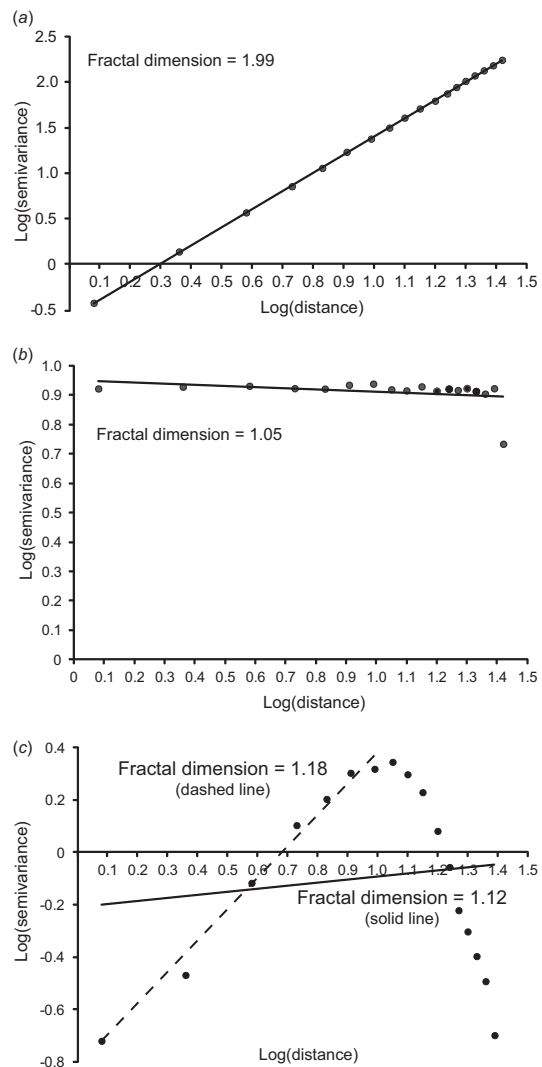 (a)
2.5
2.0
1.5
1.0
0.5
0
-0.5
Log(semivariance)
Fractal dimension = 1.99
0.1 0.2 0.3 0.4 0.5 0.6 0.7 0.8 0.9 1.0 1.1 1.2 1.3 1.4 1.5
Log(distance)
(b)
1.0
0.9
0.8
0.7
0.6
0.5
0.4
0.3
0.2
0.1
0
Log(semivariance)
Fractal dimension = 1.05
0 0.1 0.2 0.3 0.4 0.5 0.6 0.7 0.8 0.9 1.0 1.1 1.2 1.3 1.4 1.5
Log(distance)
(c)
0.4
0.2
0
-0.2
-0.4
-0.6
-0.8
Log(semivariance)
Fractal dimension = 1.18
(dashed line)
0.1 0.2 0.3 0.4 0.5 0.6 0.7 0.8 0.9 1.0 1.1 1.2 1.3 1.4 1.5
Fractal dimension = 1.12
(solid line)
Log(distance)